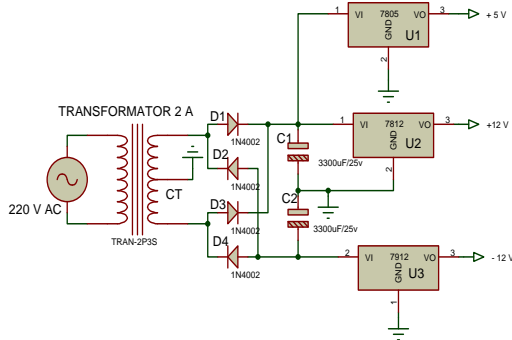 1
7805
VI
VO
3
+ 5 V
GND
U1
2
TRANSFORMATOR 2 A
D1
1N4002
C1
3300uF/25v
1
7812
VI
VO
3
+12 V
GND
U2
2
D2
1N4002
CT
220 V AC
TRAN-2P3S
D3
1N4002
C2
3300uF/25v
D4
1N4002
2
7912
VI
VO
3
- 12 V
GND
U3
1